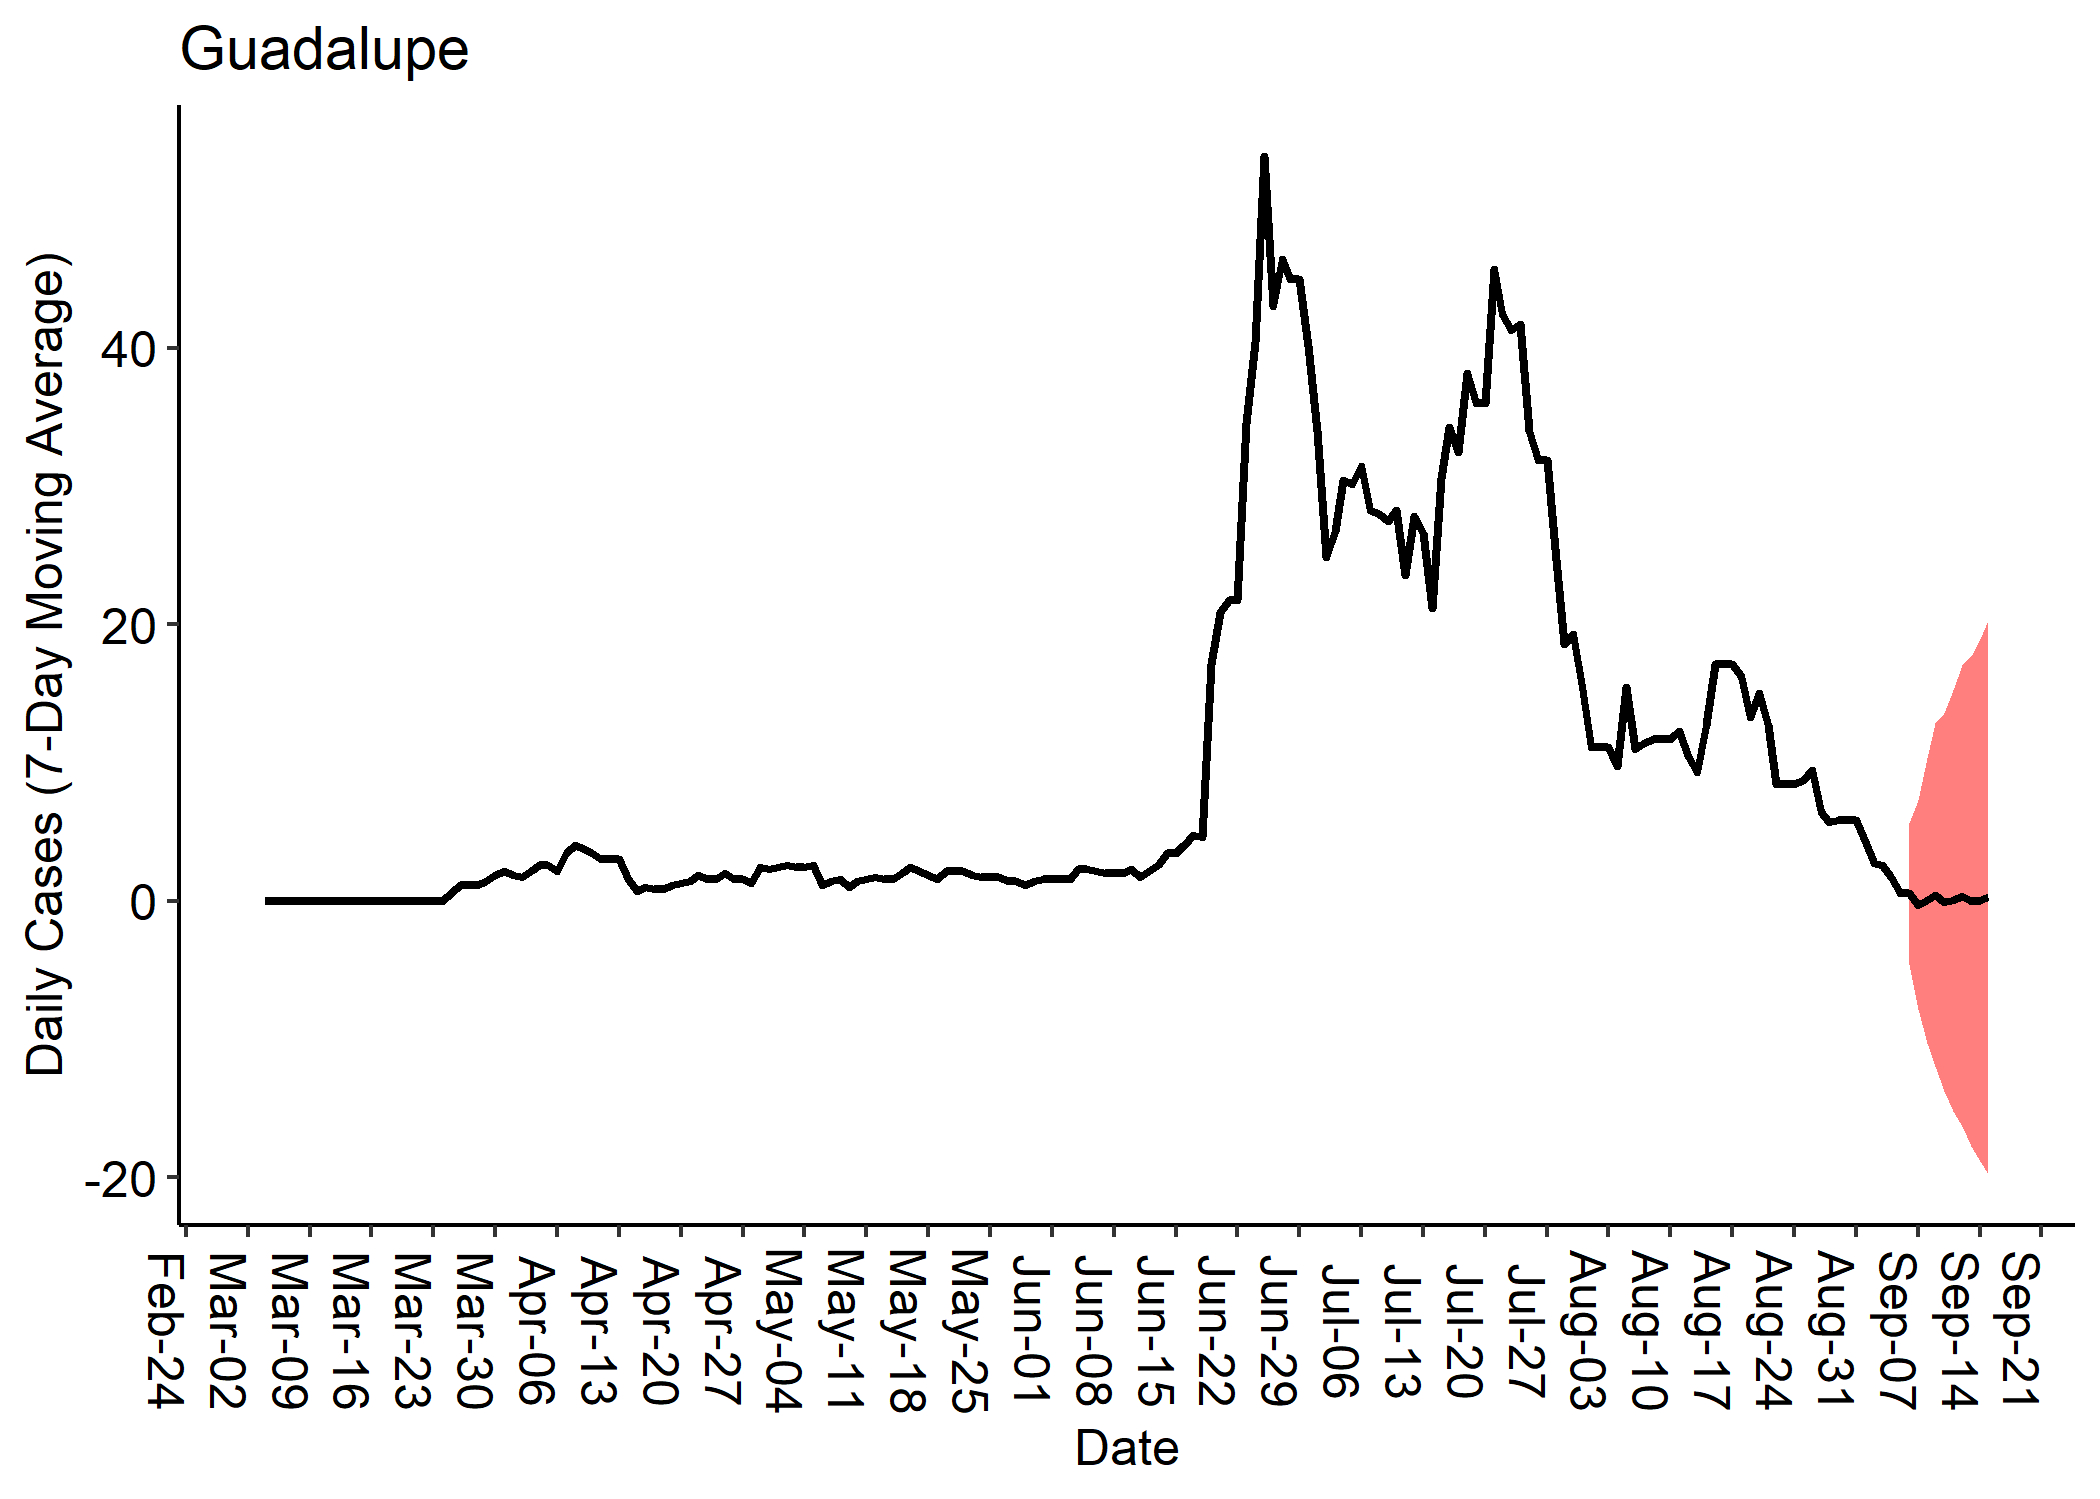 Guadalupe
Daily Cases (7-Day Moving Average)
40
20
0
-20
Feb-24
Mar-02
Mar-09
Mar-16
Mar-23
Mar-30
Apr-06
Apr-13
Apr-20
Apr-27
May-04
May-11
May-18
May-25
Jun-01
Jun-08
Jun-15
Jun-22
Jun-29
Jul-06
Jul-13
Jul-20
Jul-27
Aug-03
Aug-10
Aug-17
Aug-24
Aug-31
Sep-07
Sep-14
Sep-21
Date